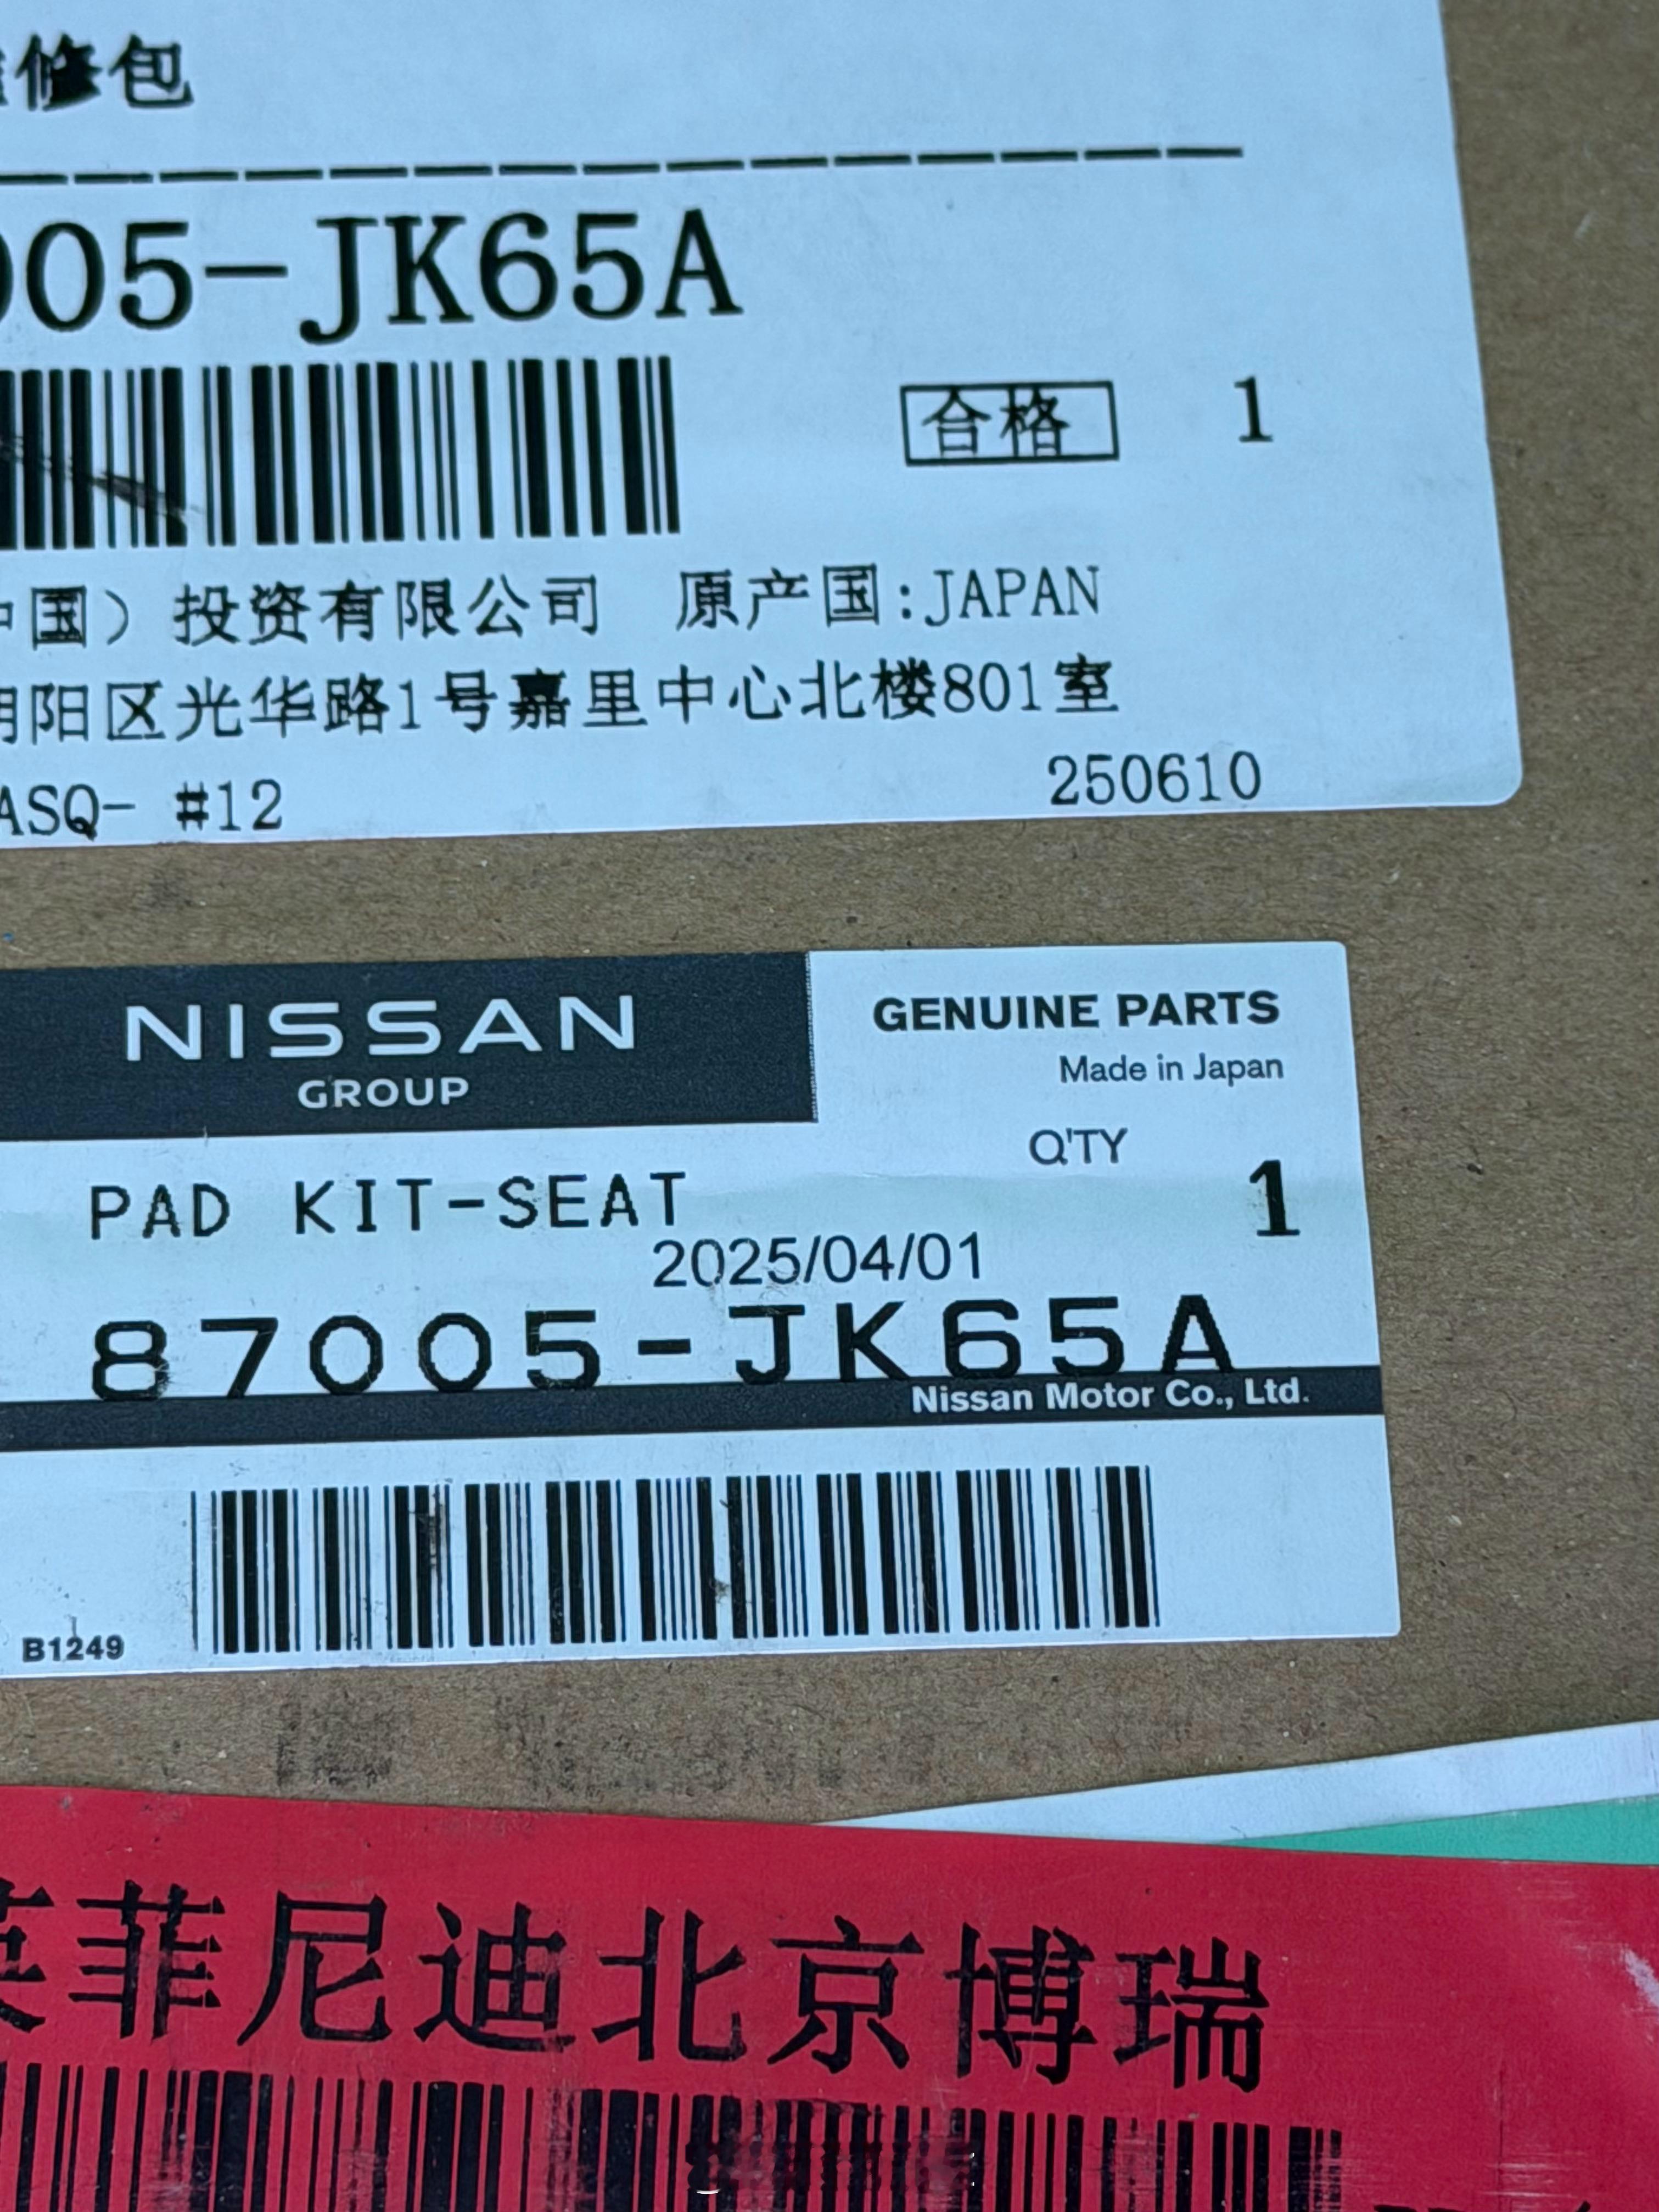 修包
005-JK65A
合格 1
中国）投资有限公司 原产国:JAPAN
朝阳区光华路1号嘉里中心北楼801室
ASQ- #12 250610
NISSAN
GROUP
GENUINE PARTS
Made in Japan
Q'TY
PAD KIT-SEAT 1
2025/04/01
87005-JK65A
Nissan Motor Co., Ltd.
B1249
英菲尼迪北京博瑞